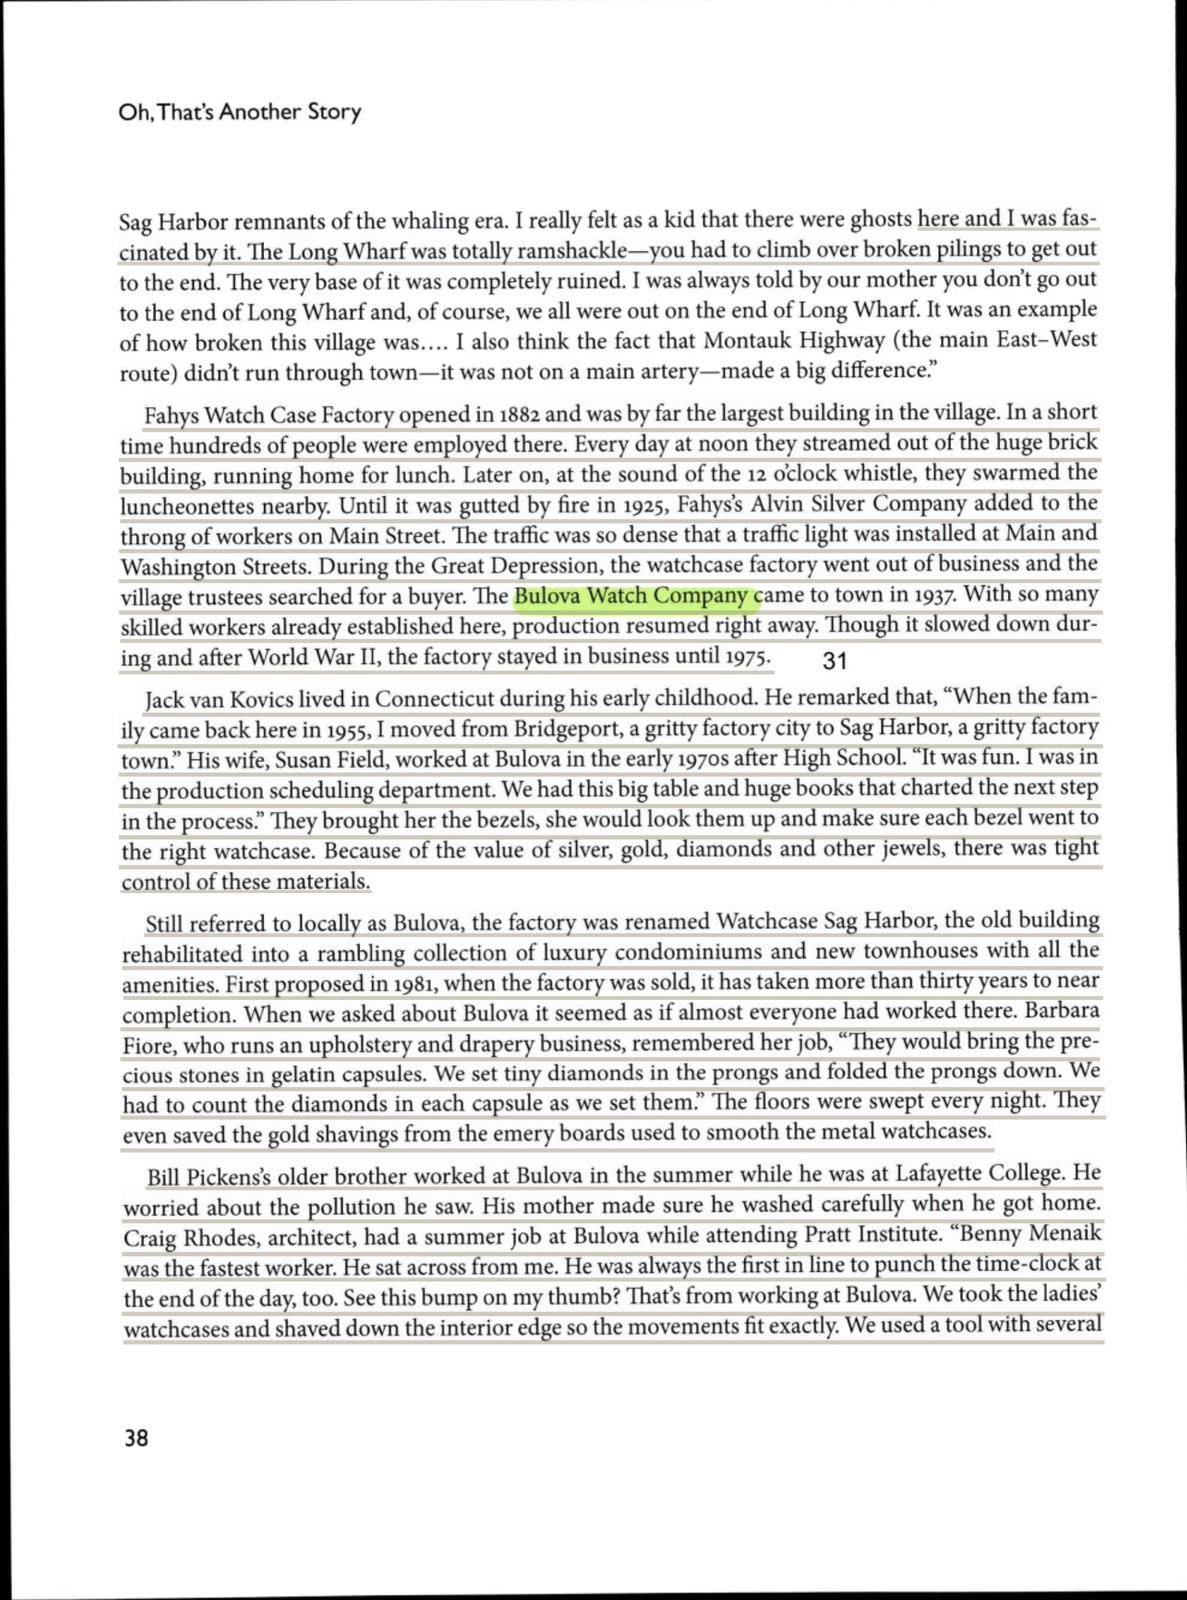 Oh, That's Another Story
Sag Harbor remnants of the whaling era. I really felt as a kid that there were ghosts here and I was fas-
cinated by it. The Long Wharf was totally ramshackle—you had to climb over broken pilings to get out
to the end. The very base of it was completely ruined. I was always told by our mother you don't go out
to the end of Long Wharf and, of course, we all were out on the end of Long Wharf. It was an example
of how broken this village was.... I also think the fact that Montauk Highway (the main East–West
route) didn't run through town—it was not on a main artery—made a big difference."
Fahys Watch Case Factory opened in 1882 and was by far the largest building in the village. In a short
time hundreds of people were employed there. Every day at noon they streamed out of the huge brick
building, running home for lunch. Later on, at the sound of the 12 o'clock whistle, they swarmed the
luncheonettes nearby. Until it was gutted by fire in 1925, Fahys's Alvin Silver Company added to the
throng of workers on Main Street. The traffic was so dense that a traffic light was installed at Main and
Washington Streets. During the Great Depression, the watchcase factory went out of business and the
village trustees searched for a buyer. The Bulova Watch Company came to town in 1937. With so many
skilled workers already established here, production resumed right away. Though it slowed down dur-
ing and after World War II, the factory stayed in business until 1975. 31
Jack van Kovics lived in Connecticut during his early childhood. He remarked that, "When the fam-
ily came back here in 1955, I moved from Bridgeport, a gritty factory city to Sag Harbor, a gritty factory
town." His wife, Susan Field, worked at Bulova in the early 1970s after High School. "It was fun. I was in
the production scheduling department. We had this big table and huge books that charted the next step
in the process." They brought her the bezels, she would look them up and make sure each bezel went to
the right watchcase. Because of the value of silver, gold, diamonds and other jewels, there was tight
control of these materials.
Still referred to locally as Bulova, the factory was renamed Watchcase Sag Harbor, the old building
rehabilitated into a rambling collection of luxury condominiums and new townhouses with all the
amenities. First proposed in 1981, when the factory was sold, it has taken more than thirty years to near
completion. When we asked about Bulova it seemed as if almost everyone had worked there. Barbara
Fiore, who runs an upholstery and drapery business, remembered her job, "They would bring the pre-
cious stones in gelatin capsules. We set tiny diamonds in the prongs and folded the prongs down. We
had to count the diamonds in each capsule as we set them." The floors were swept every night. They
even saved the gold shavings from the emery boards used to smooth the metal watchcases.
Bill Pickens's older brother worked at Bulova in the summer while he was at Lafayette College. He
worried about the pollution he saw. His mother made sure he washed carefully when he got home.
Craig Rhodes, architect, had a summer job at Bulova while attending Pratt Institute. "Benny Menaik
was the fastest worker. He sat across from me. He was always the first in line to punch the time-clock at
the end of the day, too. See this bump on my thumb? That's from working at Bulova. We took the ladies'
watchcases and shaved down the interior edge so the movements fit exactly. We used a tool with several
38